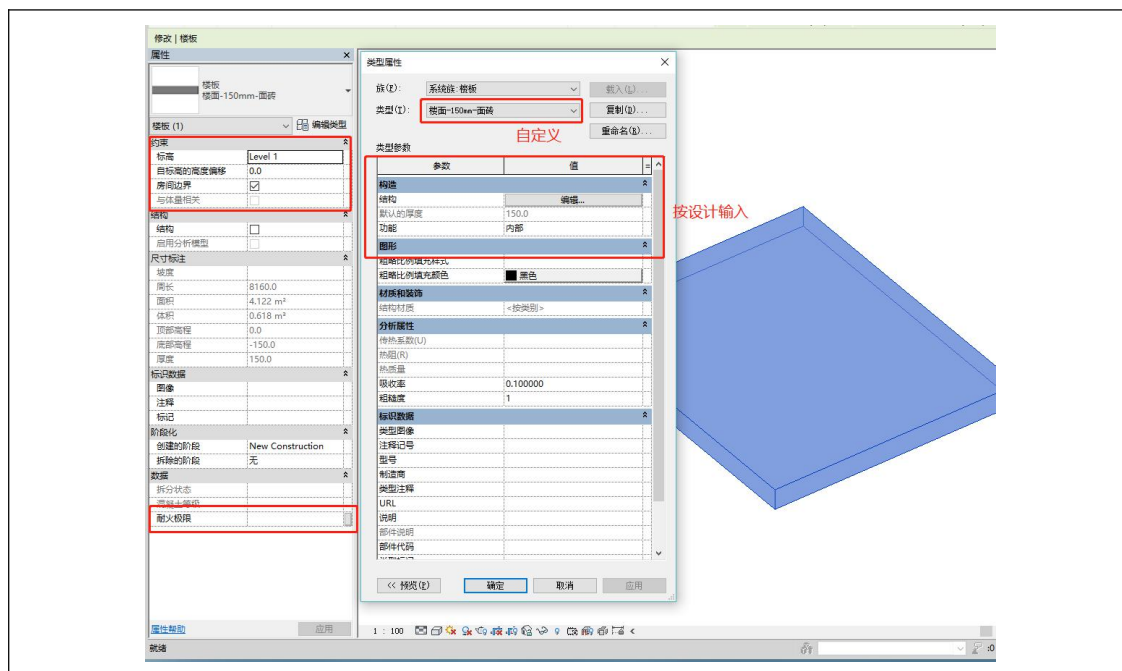 修改 | 楼板
属性
楼板
楼面-150mm-面砖
楼板 (1)
编辑类型
约束
标高 Level 1
自标高的高度偏移 0.0
房间边界
与体量相关
结构
结构
启用分析模型
尺寸标注
坡度
周长 8160.0
面积 4.122 m²
体积 0.618 m³
顶部高程 0.0
底部高程 -150.0
厚度 150.0
标识数据
图像
注释
标记
阶段化
创建的阶段 New Construction
拆除的阶段 无
数据
拆分状态
混凝土等级
耐火极限
属性帮助 应用
就绪
类型属性
族(F): 系统族:楼板 载入(L)...
类型(T): 楼面-150mm-面砖 复制(D)...
自定义
重命名(R)...
类型参数
参数 值 =
构造
结构 编辑...
默认的厚度 150.0
功能 内部
图形
粗略比例填充样式
粗略比例填充颜色 黑色
材质和装饰
结构材质 <按类别>
分析属性
传热系数(U)
热阻(R)
热质量
吸收率 0.100000
粗糙度 1
标识数据
类型图像
注释记号
型号
制造商
类型注释
URL
说明
部件说明
部件代码
<< 预览(P) 确定 取消 应用
按设计输入
1 : 100
:0